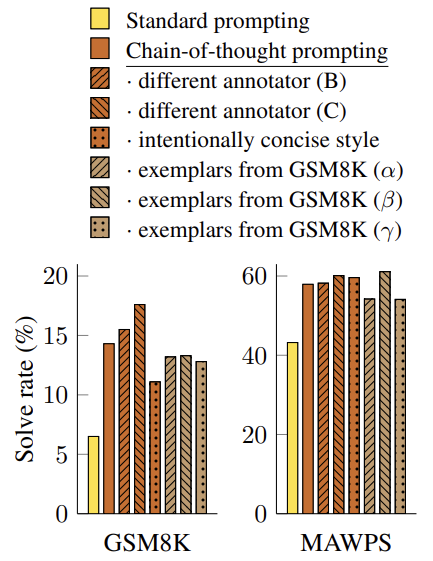 Standard prompting
Chain-of-thought prompting
· different annotator (B)
· different annotator (C)
· intentionally concise style
· exemplars from GSM8K (α)
· exemplars from GSM8K (β)
· exemplars from GSM8K (γ)
Solve rate (%)
20
15
10
5
0
GSM8K
60
40
20
0
MAWPS